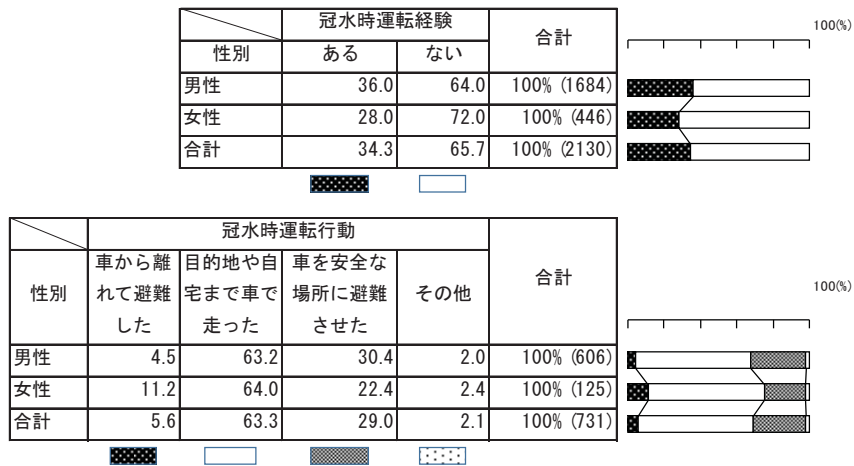 冠水時運転経験 合計
性別 ある ない
男性 36.0 64.0 100% (1684)
女性 28.0 72.0 100% (446)
合計 34.3 65.7 100% (2130)
100(%)
冠水時運転行動 合計
性別 車から離れて避難した 目的地や自宅まで車で走った 車を安全な場所に避難させた その他
男性 4.5 63.2 30.4 2.0 100% (606)
女性 11.2 64.0 22.4 2.4 100% (125)
合計 5.6 63.3 29.0 2.1 100% (731)
100(%)